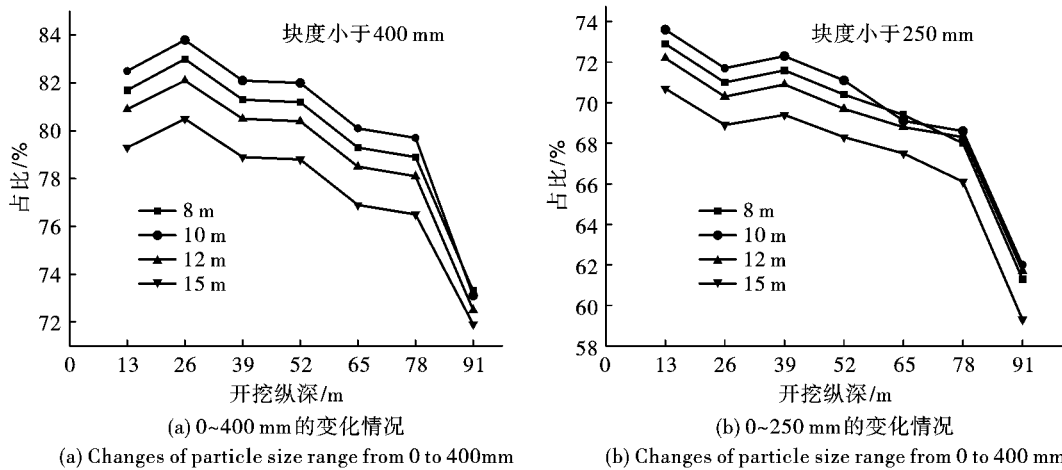 块度小于400 mm
84
82
80
78
76
74
72
占比/%
8 m
10 m
12 m
15 m
0 13 26 39 52 65 78 91
开挖纵深/m
(a) 0~400 mm的变化情况
(a) Changes of particle size range from 0 to 400mm
块度小于250 mm
74
72
70
68
66
64
62
60
58
占比/%
8 m
10 m
12 m
15 m
0 13 26 39 52 65 78 91
开挖纵深/m
(b) 0~250 mm的变化情况
(b) Changes of particle size range from 0 to 400 mm